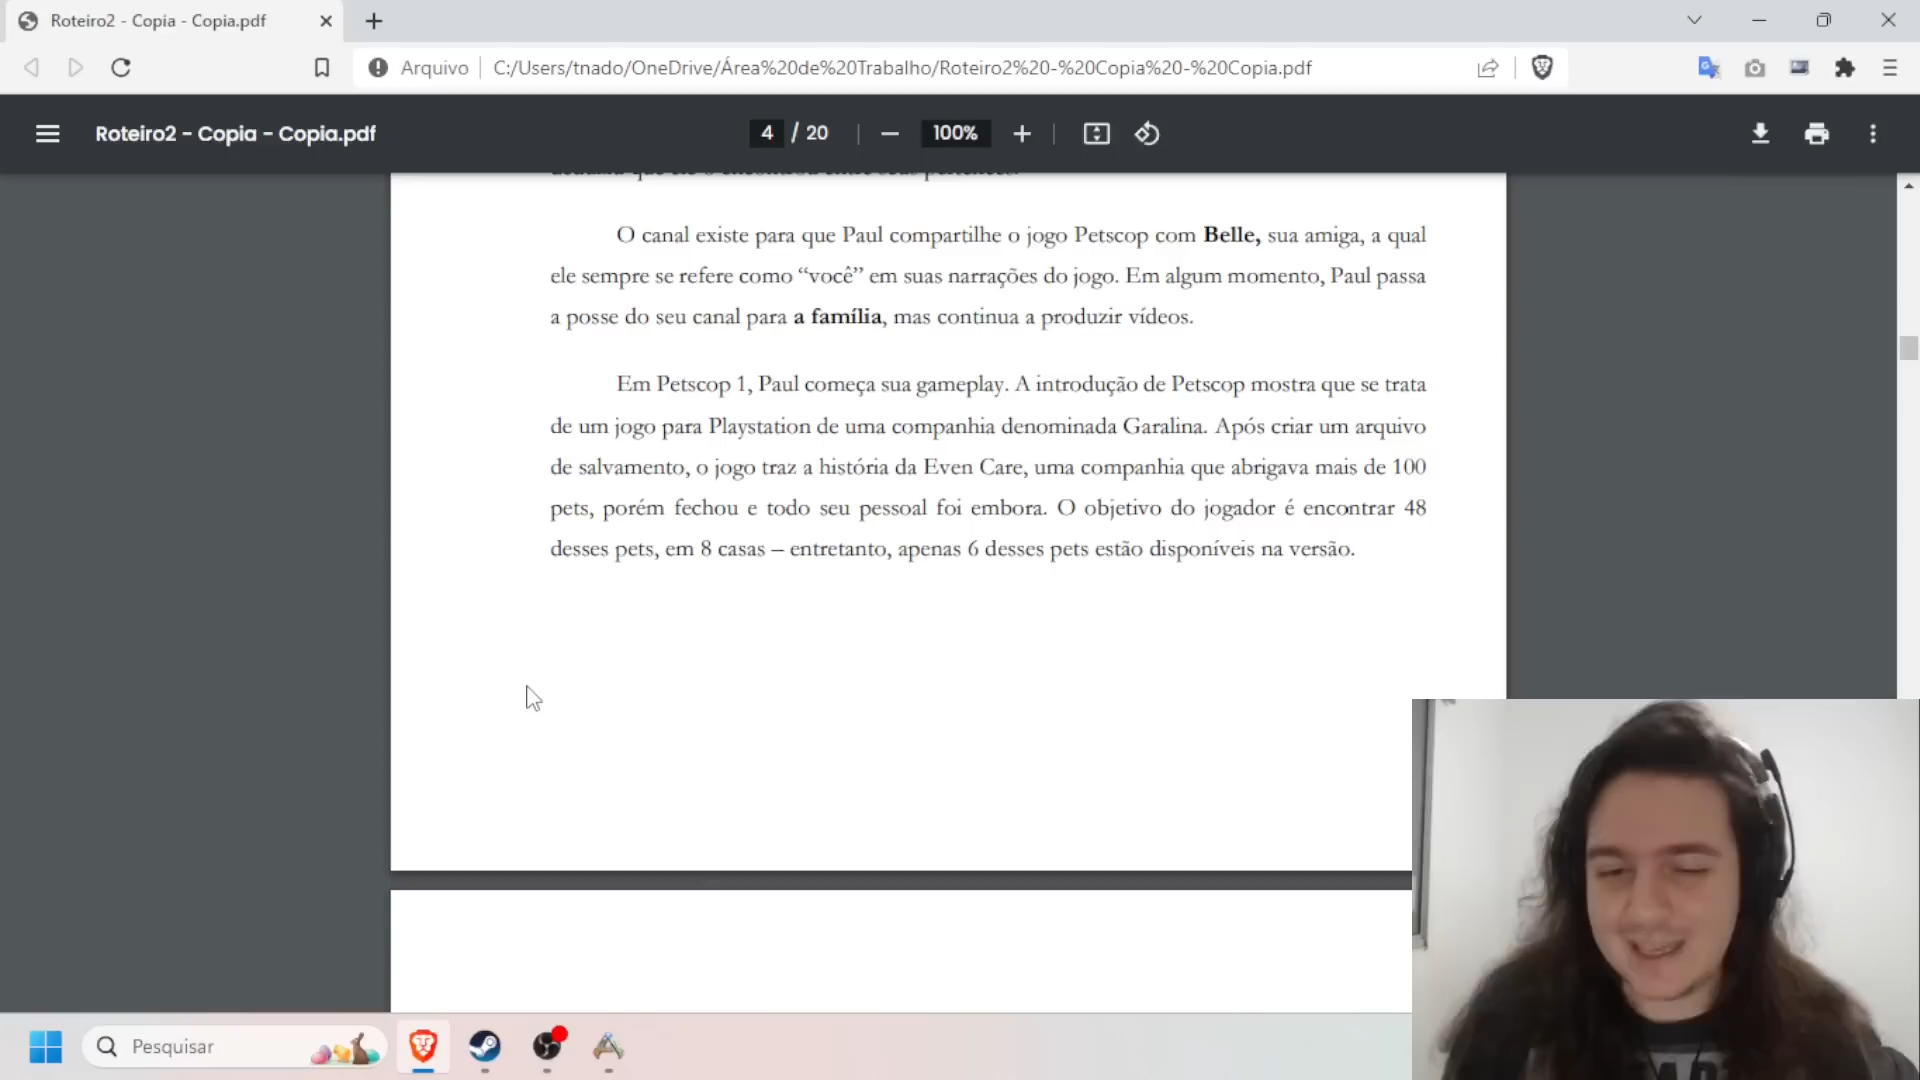 Roteiro2 - Copia - Copia.pdf
Arquivo
C:/Users/tnado/OneDrive/Área%20de%20Trabalho/Roteiro2%20-%20Copia%20-%20Copia.pdf
Roteiro2 - Copia - Copia.pdf
4 / 20
100%
O canal existe para que Paul compartilhe o jogo Petscop com Belle, sua amiga, a qual
ele sempre se refere como “você” em suas narrações do jogo. Em algum momento, Paul passa
a posse do seu canal para a família, mas continua a produzir vídeos.
Em Petscop 1, Paul começa sua gameplay. A introdução de Petscop mostra que se trata
de um jogo para Playstation de uma companhia denominada Garalina. Após criar um arquivo
de salvamento, o jogo traz a história da Even Care, uma companhia que abrigava mais de 100
pets, porém fechou e todo seu pessoal foi embora. O objetivo do jogador é encontrar 48
desses pets, em 8 casas – entretanto, apenas 6 desses pets estão disponíveis na versão.
Pesquisar